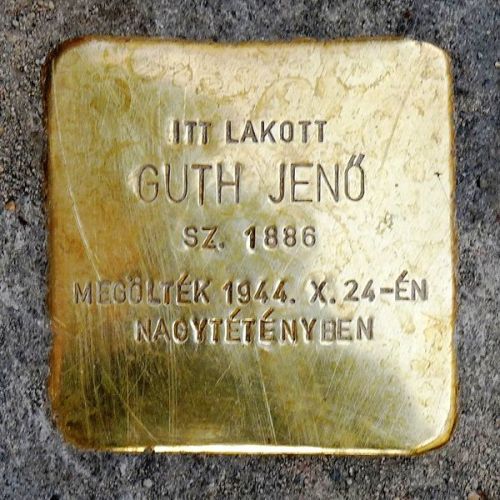 ITT LAKOTT
GUTH JENŐ
SZ. 1886
MEGÖLTÉK 1944. X. 24-ÉN
NAGYTÉTÉNYBEN